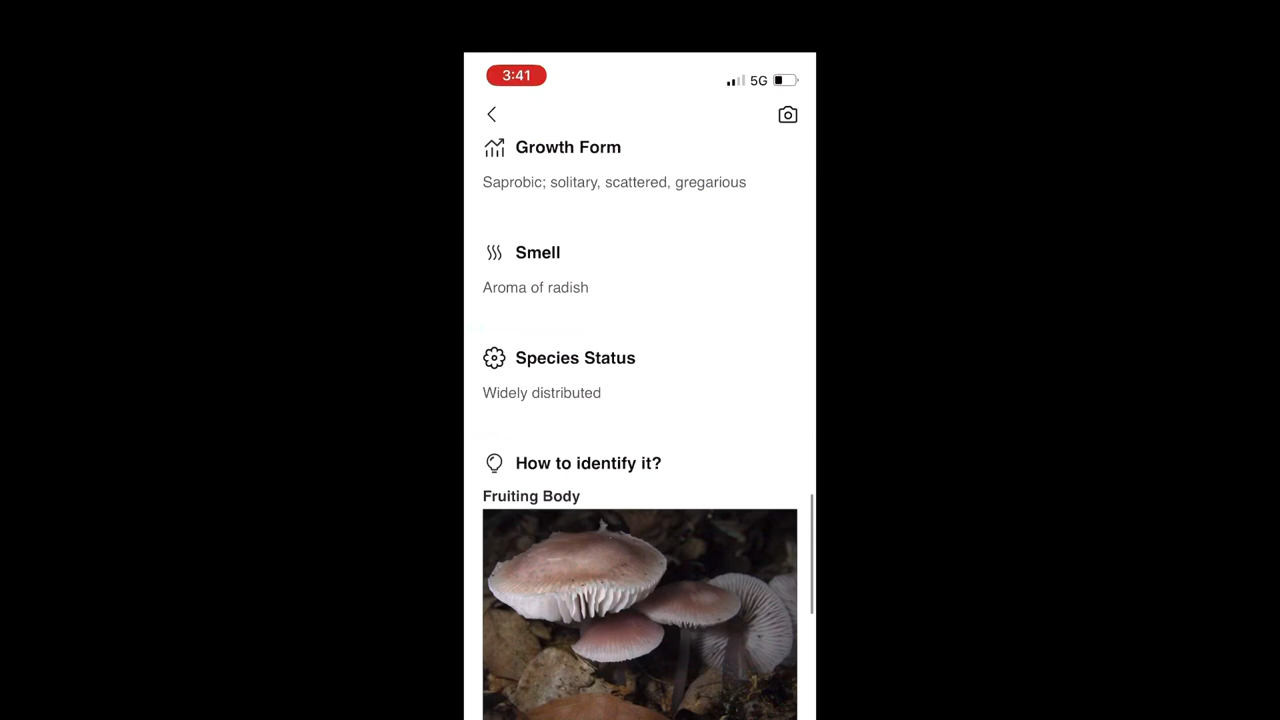 3:41
5G
Growth Form
Saprobic; solitary, scattered, gregarious
Smell
Aroma of radish
Species Status
Widely distributed
How to identify it?
Fruiting Body